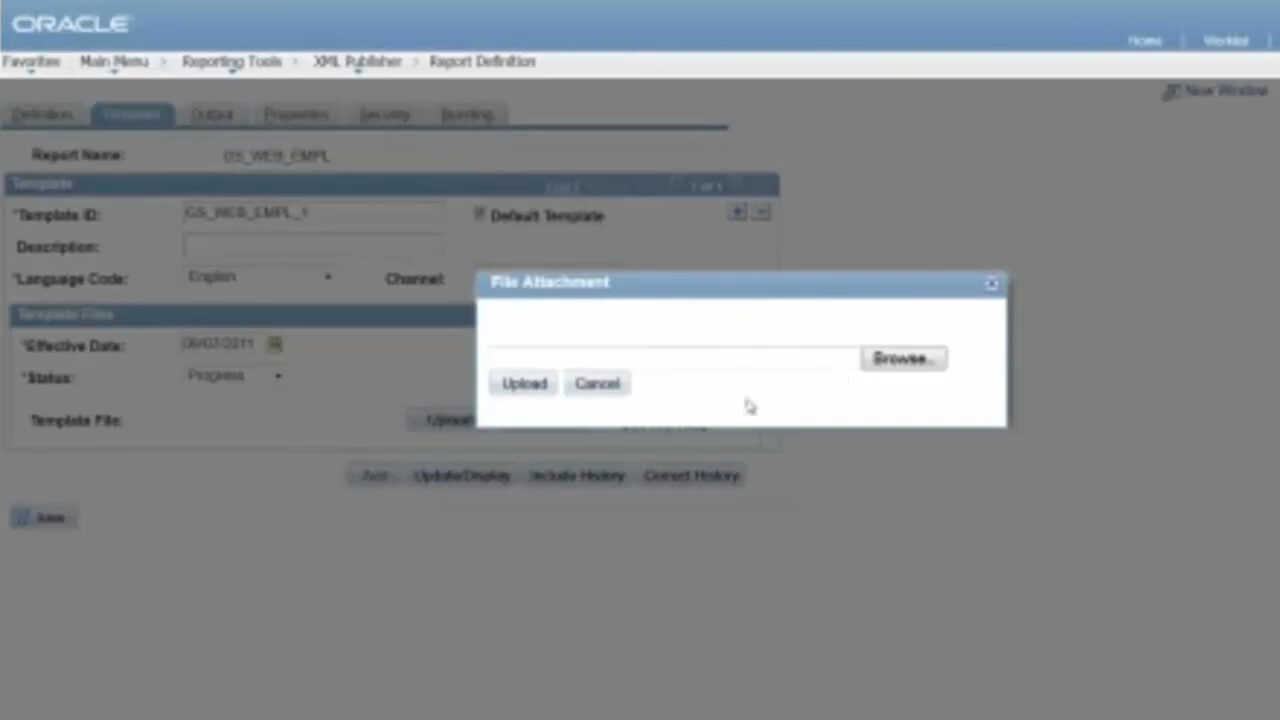 ORACLE
Home Worklist
Favorites Main Menu > Reporting Tools > XML Publisher > Report Definition
New Window
Definition Template Output Properties Security Bursting
Report Name: GS_WEB_EMPL
Template 1 of 1
*Template ID: GS_WEB_EMPL_1 Default Template
Description:
*Language Code: English Channel:
File Attachment
Template Files
*Effective Date:
Browse..
*Status: Progress
Upload Cancel
Template File: Upload
Add Update/Display Include History Correct History
Save